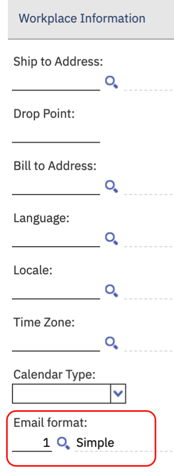 Workplace Information
Ship to Address:
Drop Point:
Bill to Address:
Language:
Locale:
Time Zone:
Calendar Type:
Email format:
1 Simple